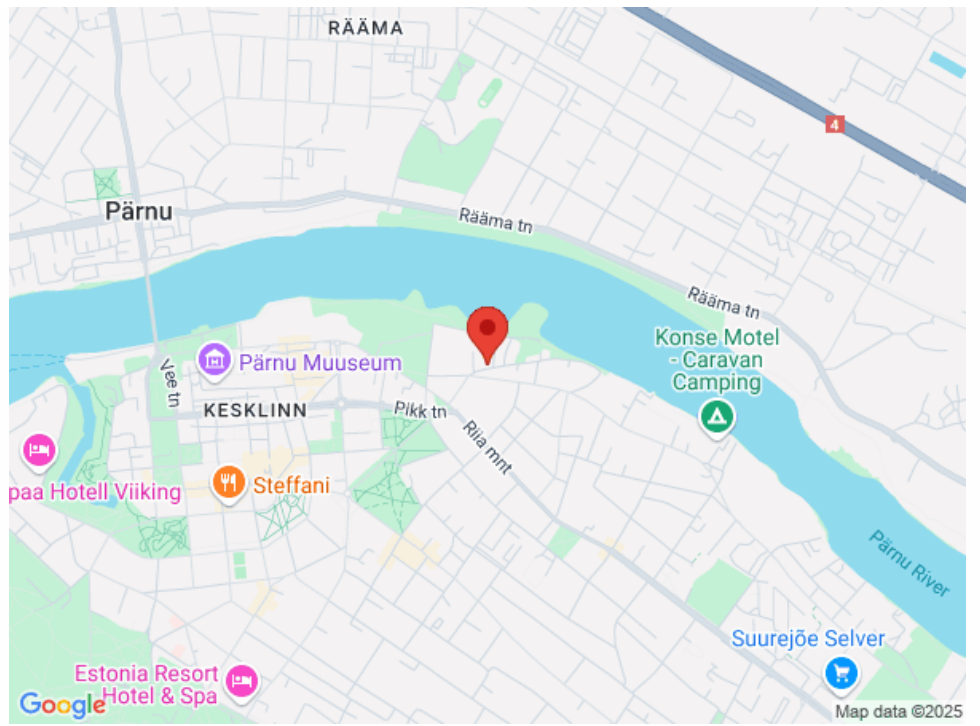 RÄÄMA
4
Pärnu
Rääma tn
Rääma tn
Konse Motel
- Caravan
Camping
Pärnu Muuseum
Vee tn
KESKLINN
Pikk tn
Riia mnt
paa Hotell Viiking
Steffani
Pärnu River
Suurejõe Selver
Estonia Resort
Hotel & Spa
Google
Map data ©2025